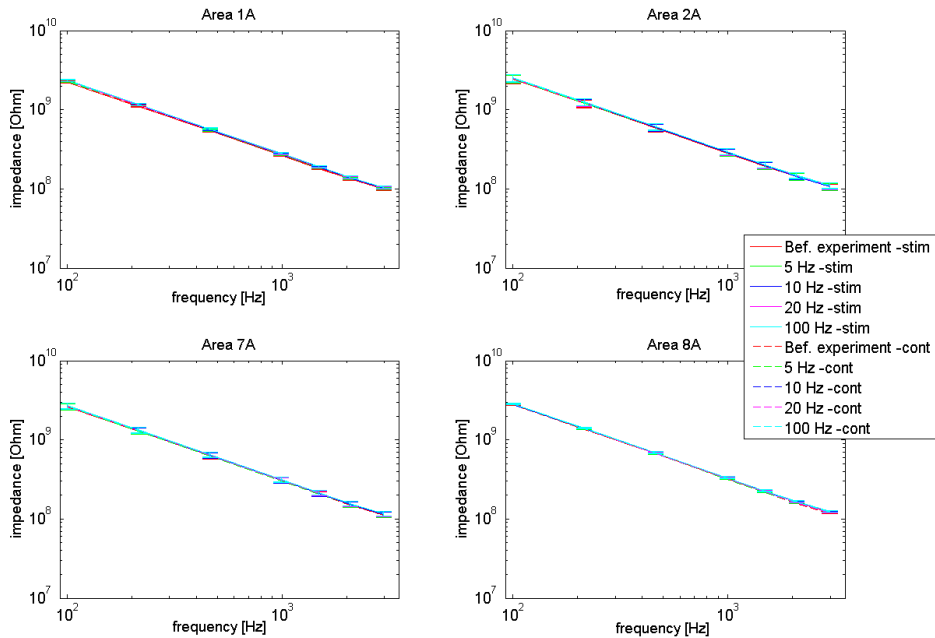 Area 1A
10^10
10^9
10^8
10^7
impedance [Ohm]
10^2
10^3
frequency [Hz]
Area 2A
10^10
10^9
10^8
10^7
impedance [Ohm]
10^2
10^3
frequency [Hz]
Bef. experiment -stim
5 Hz -stim
10 Hz -stim
20 Hz -stim
100 Hz -stim
Bef. experiment -cont
5 Hz -cont
10 Hz -cont
20 Hz -cont
100 Hz -cont
Area 7A
10^10
10^9
10^8
10^7
impedance [Ohm]
10^2
10^3
frequency [Hz]
Area 8A
10^10
10^9
10^8
10^7
impedance [Ohm]
10^2
10^3
frequency [Hz]